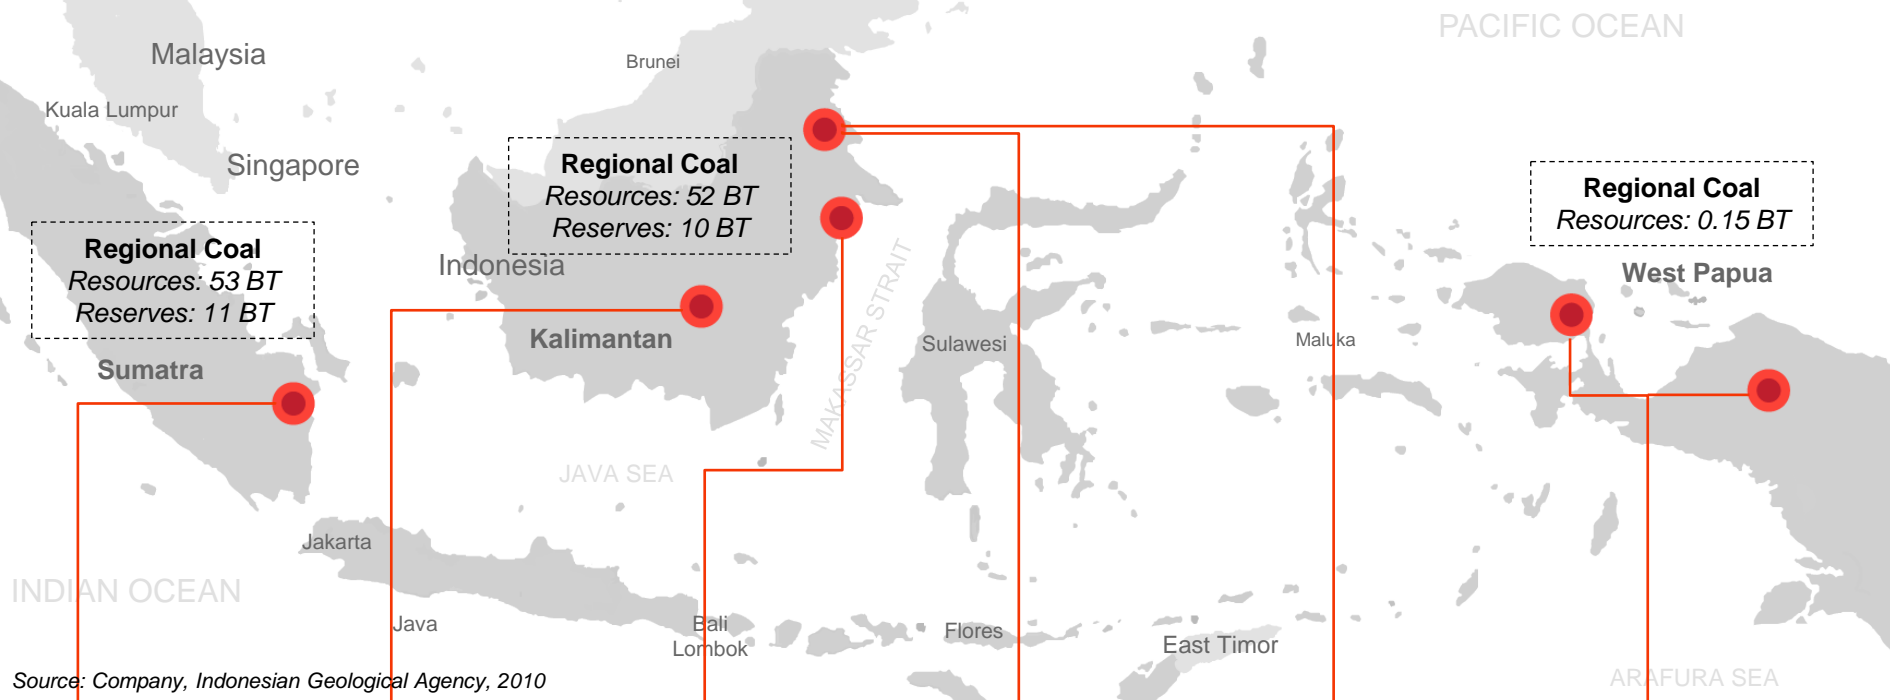 PACIFIC OCEAN
Malaysia
Brunei
Kuala Lumpur
Singapore
Regional Coal
Resources: 52 BT
Reserves: 10 BT
Regional Coal
Resources: 0.15 BT
Regional Coal
Resources: 53 BT
Reserves: 11 BT
Indonesia
West Papua
MAKASSAR STRAIT
Kalimantan
Sulawesi
Maluka
Sumatra
JAVA SEA
Jakarta
INDIAN OCEAN
Java
Bali
Lombok
Flores
East Timor
ARAFURA SEA
Source: Company, Indonesian Geological Agency, 2010